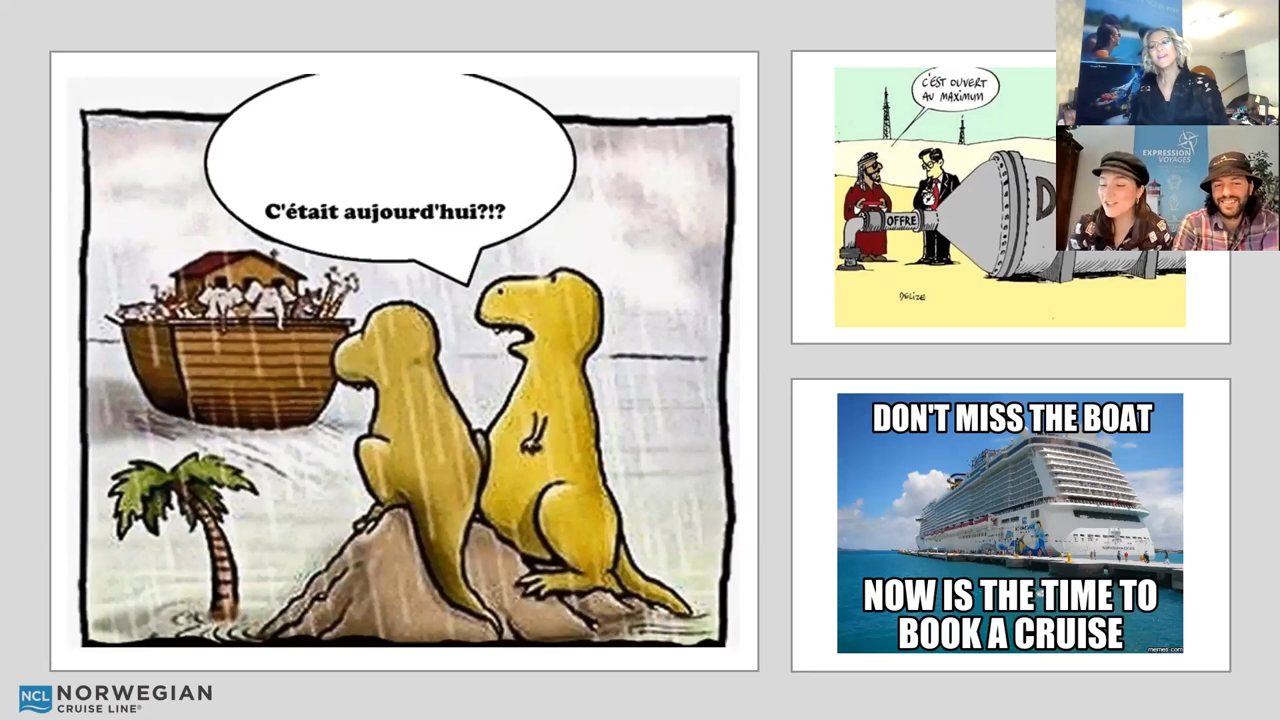 C'était aujourd'hui?!?
C'EST OUVERT
AU MAXIMUM
OFFRE
D
DELIZE
EXPRESSION
VOYAGES
DON'T MISS THE BOAT
NOW IS THE TIME TO
BOOK A CRUISE
memes.com
NCL NORWEGIAN
CRUISE LINE®